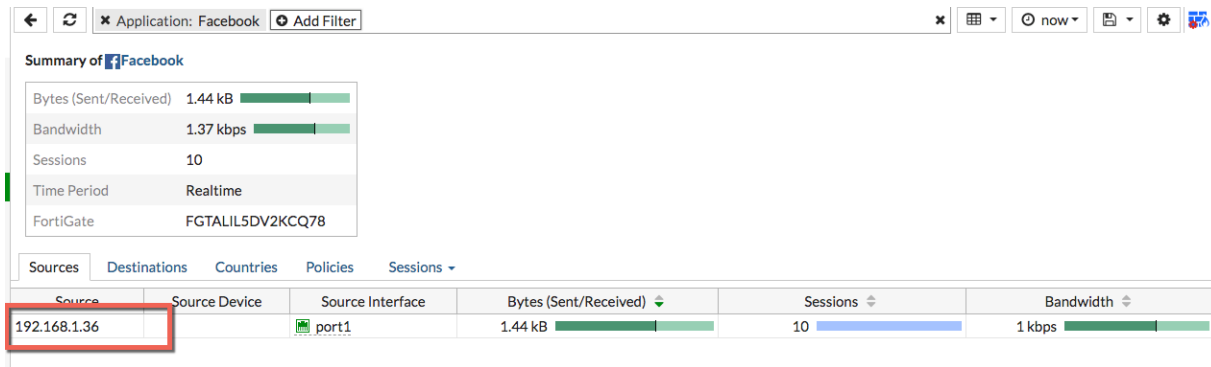 Application: Facebook Add Filter now
Summary of Facebook
Bytes (Sent/Received) 1.44 kB
Bandwidth 1.37 kbps
Sessions 10
Time Period Realtime
FortiGate FGTALIL5DV2KCQ78
Sources Destinations Countries Policies Sessions
Source Source Device Source Interface Bytes (Sent/Received) Sessions Bandwidth
192.168.1.36 port1 1.44 kB 10 1 kbps